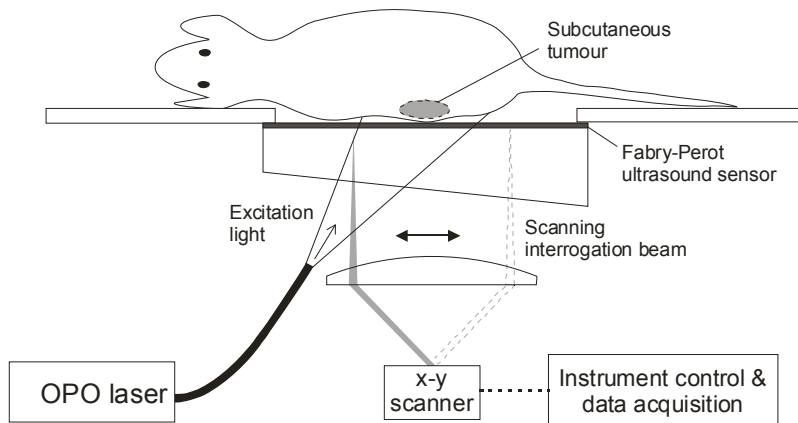 Subcutaneous
tumour
Fabry-Perot
ultrasound sensor
Excitation
light
Scanning
interrogation beam
OPO laser
x-y
scanner
Instrument control &
data acquisition